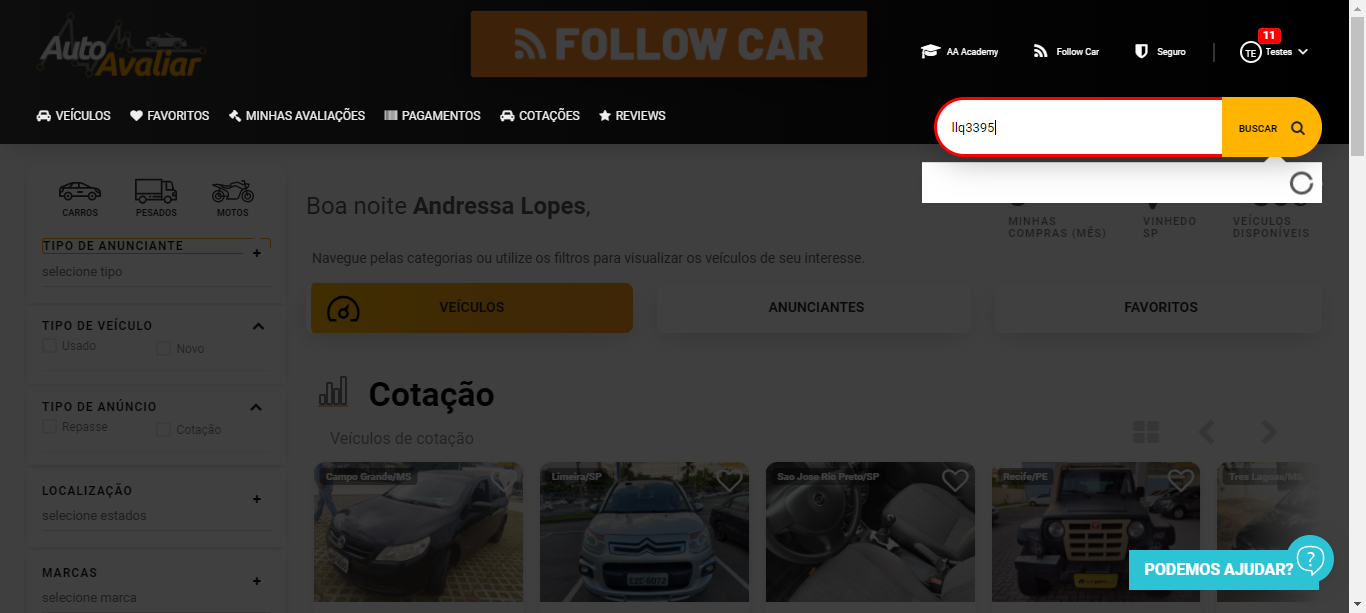 AutoAvaliar
FOLLOW CAR
AA Academy
Follow Car
Seguro
11
TE
Testes
VEÍCULOS
FAVORITOS
MINHAS AVALIAÇÕES
PAGAMENTOS
COTAÇÕES
REVIEWS
llq3395
BUSCAR
CARROS
PESADOS
MOTOS
Boa noite Andressa Lopes,
MINHAS
COMPRAS (MÊS)
VINHEDO
SP
VEÍCULOS
DISPONÍVEIS
TIPO DE ANUNCIANTE
selecione tipo
Navegue pelas categorias ou utilize os filtros para visualizar os veículos de seu interesse.
VEÍCULOS
ANUNCIANTES
FAVORITOS
TIPO DE VEÍCULO
Usado
Novo
TIPO DE ANÚNCIO
Repasse
Cotação
Cotação
Veículos de cotação
LOCALIZAÇÃO
selecione estados
MARCAS
selecione marca
Campo Grande/MS
Limeira/SP
Sao Jose Rio Preto/SP
Recife/PE
Tres Lagoas/MS
PODEMOS AJUDAR?
?